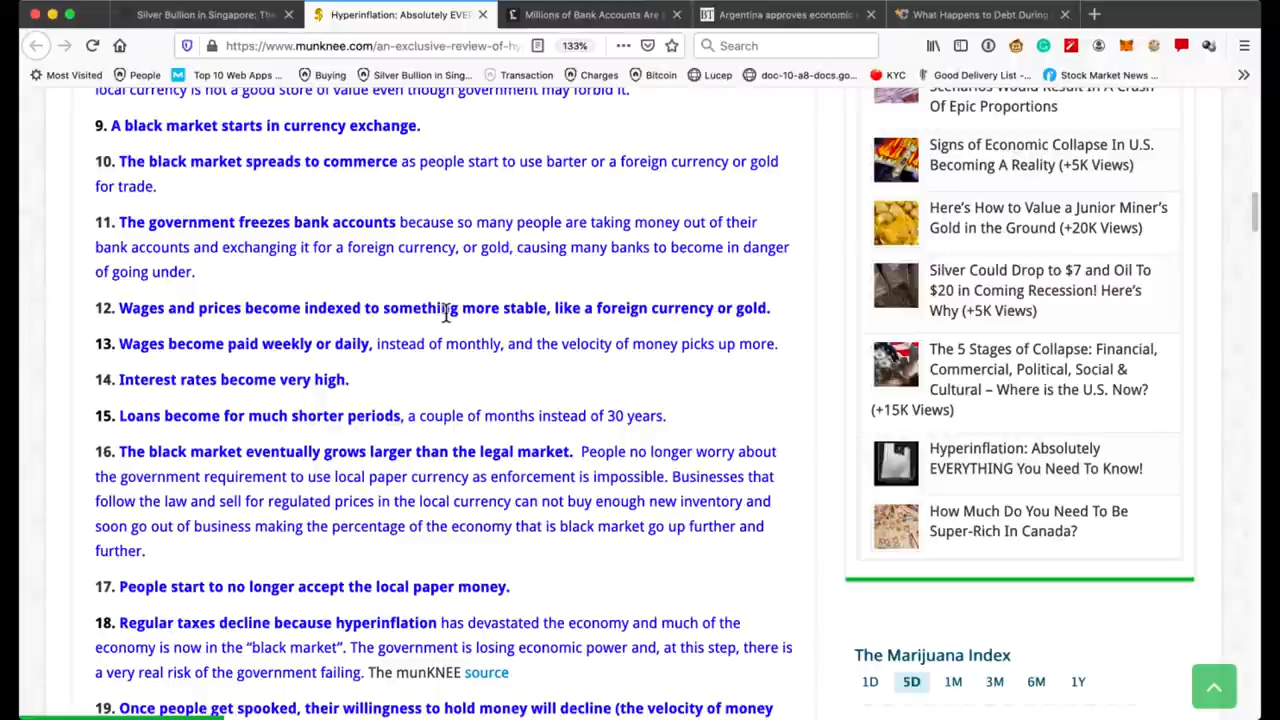 Silver Bullion in Singapore: The
Hyperinflation: Absolutely EVER
Millions of Bank Accounts Are
Argentina approves economic
What Happens to Debt During
https://www.munknee.com/an-exclusive-review-of-hy
133%
Search
Most Visited
People
Top 10 Web Apps ...
Buying
Silver Bullion in Sing...
Transaction
Charges
Bitcoin
Lucep
doc-10-a8-docs.go...
KYC
Good Delivery List -...
Stock Market News ...
local currency is not a good store of value even though government may forbid it.
9. A black market starts in currency exchange.
10. The black market spreads to commerce as people start to use barter or a foreign currency or gold
for trade.
11. The government freezes bank accounts because so many people are taking money out of their
bank accounts and exchanging it for a foreign currency, or gold, causing many banks to become in danger
of going under.
12. Wages and prices become indexed to something more stable, like a foreign currency or gold.
13. Wages become paid weekly or daily, instead of monthly, and the velocity of money picks up more.
14. Interest rates become very high.
15. Loans become for much shorter periods, a couple of months instead of 30 years.
16. The black market eventually grows larger than the legal market. People no longer worry about
the government requirement to use local paper currency as enforcement is impossible. Businesses that
follow the law and sell for regulated prices in the local currency can not buy enough new inventory and
soon go out of business making the percentage of the economy that is black market go up further and
further.
17. People start to no longer accept the local paper money.
18. Regular taxes decline because hyperinflation has devastated the economy and much of the
economy is now in the “black market”. The government is losing economic power and, at this step, there is
a very real risk of the government failing. The munKNEE source
19. Once people get spooked, their willingness to hold money will decline (the velocity of money
Scenarios Would Result In A Crash
Of Epic Proportions
Signs of Economic Collapse In U.S.
Becoming A Reality (+5K Views)
Here’s How to Value a Junior Miner’s
Gold in the Ground (+20K Views)
Silver Could Drop to $7 and Oil To
$20 in Coming Recession! Here’s
Why (+5K Views)
The 5 Stages of Collapse: Financial,
Commercial, Political, Social &
Cultural – Where is the U.S. Now?
(+15K Views)
Hyperinflation: Absolutely
EVERYTHING You Need To Know!
How Much Do You Need To Be
Super-Rich In Canada?
The Marijuana Index
1D 5D 1M 3M 6M 1Y